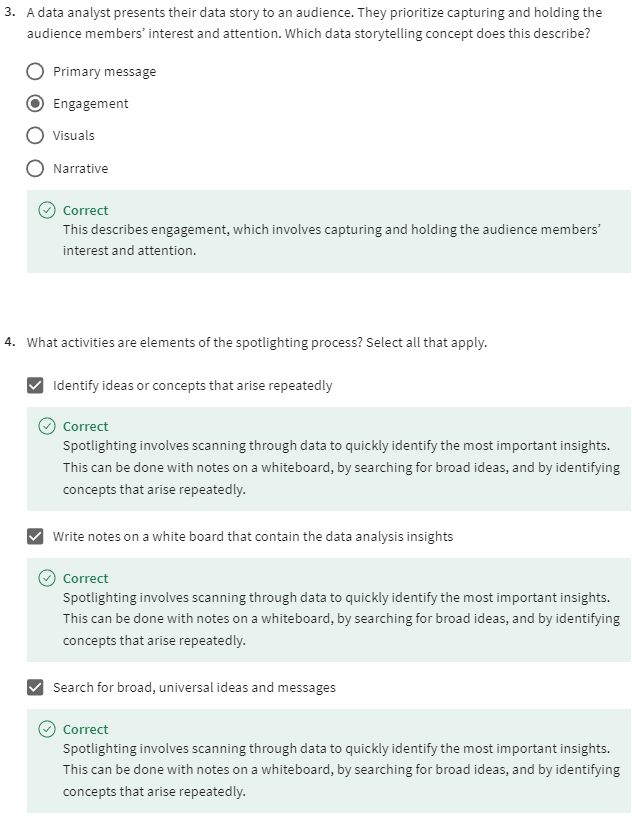 3. A data analyst presents their data story to an audience. They prioritize capturing and holding the
audience members’ interest and attention. Which data storytelling concept does this describe?
Primary message
Engagement
Visuals
Narrative
Correct
This describes engagement, which involves capturing and holding the audience members’
interest and attention.
4. What activities are elements of the spotlighting process? Select all that apply.
Identify ideas or concepts that arise repeatedly
Correct
Spotlighting involves scanning through data to quickly identify the most important insights.
This can be done with notes on a whiteboard, by searching for broad ideas, and by identifying
concepts that arise repeatedly.
Write notes on a white board that contain the data analysis insights
Correct
Spotlighting involves scanning through data to quickly identify the most important insights.
This can be done with notes on a whiteboard, by searching for broad ideas, and by identifying
concepts that arise repeatedly.
Search for broad, universal ideas and messages
Correct
Spotlighting involves scanning through data to quickly identify the most important insights.
This can be done with notes on a whiteboard, by searching for broad ideas, and by identifying
concepts that arise repeatedly.